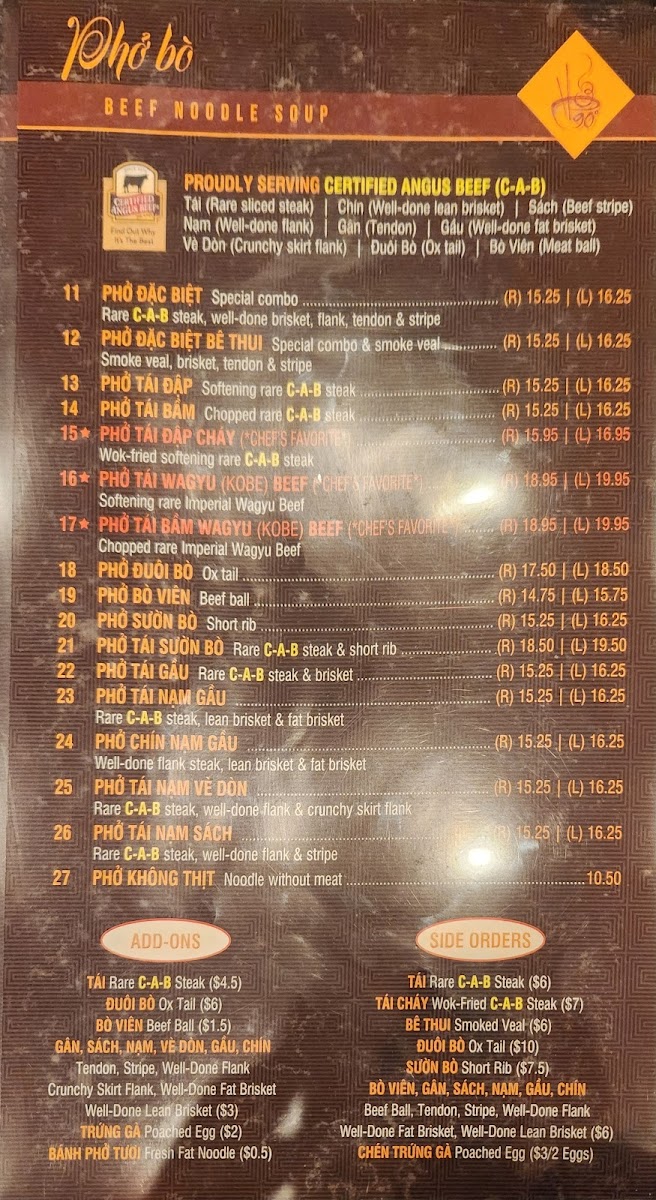 Phở bò
BEEF NOODLE SOUP
90°
CERTIFIED
ANGUS BEEF®
Find Out Why
It's The Best
PROUDLY SERVING CERTIFIED ANGUS BEEF (C-A-B)
Tái (Rare sliced steak) | Chín (Well-done lean brisket) | Sách (Beef stripe)
Nạm (Well-done flank) | Gân (Tendon) | Gầu (Well-done fat brisket)
Vè Dòn (Crunchy skirt flank) | Đuôi Bò (Ox tail) | Bò Viên (Meat ball)
11 PHỞ ĐẶC BIỆT Special combo (R) 15.25 | (L) 16.25
Rare C-A-B steak, well-done brisket, flank, tendon & stripe
12 PHỞ ĐẶC BIỆT BÊ THUI Special combo & smoke veal (R) 15.25 | (L) 16.25
Smoke veal, brisket, tendon & stripe
13 PHỞ TÁI ĐẬP Softening rare C-A-B steak (R) 15.25 | (L) 16.25
14 PHỞ TÁI BẦM Chopped rare C-A-B steak (R) 15.25 | (L) 16.25
15★ PHỞ TÁI ĐẬP CHÁY (*CHEF'S FAVORITE*) (R) 15.95 | (L) 16.95
Wok-fried softening rare C-A-B steak
16★ PHỞ TÁI WAGYU (KOBE) BEEF (*CHEF'S FAVORITE*) (R) 18.95 | (L) 19.95
Softening rare Imperial Wagyu Beef
17★ PHỞ TÁI BẦM WAGYU (KOBE) BEEF (*CHEF'S FAVORITE*) (R) 18.95 | (L) 19.95
Chopped rare Imperial Wagyu Beef
18 PHỞ ĐUÔI BÒ Ox tail (R) 17.50 | (L) 18.50
19 PHỞ BÒ VIÊN Beef ball (R) 14.75 | (L) 15.75
20 PHỞ SƯỜN BÒ Short rib (R) 15.25 | (L) 16.25
21 PHỞ TÁI SƯỜN BÒ Rare C-A-B steak & short rib (R) 18.50 | (L) 19.50
22 PHỞ TÁI GẦU Rare C-A-B steak & brisket (R) 15.25 | (L) 16.25
23 PHỞ TÁI NẠM GẦU (R) 15.25 | (L) 16.25
Rare C-A-B steak, lean brisket & fat brisket
24 PHỞ CHÍN NẠM GẦU (R) 15.25 | (L) 16.25
Well-done flank steak, lean brisket & fat brisket
25 PHỞ TÁI NẠM VÈ DÒN (R) 15.25 | (L) 16.25
Rare C-A-B steak, well-done flank & crunchy skirt flank
26 PHỞ TÁI NẠM SÁCH (R) 15.25 | (L) 16.25
Rare C-A-B steak, well-done flank & stripe
27 PHỞ KHÔNG THỊT Noodle without meat 10.50
ADD-ONS
TÁI Rare C-A-B Steak ($4.5)
ĐUÔI BÒ Ox Tail ($6)
BÒ VIÊN Beef Ball ($1.5)
GÂN, SÁCH, NẠM, VÈ DÒN, GẦU, CHÍN
Tendon, Stripe, Well-Done Flank
Crunchy Skirt Flank, Well-Done Fat Brisket
Well-Done Lean Brisket ($3)
TRỨNG GÀ Poached Egg ($2)
BÁNH PHỞ TƯƠI Fresh Fat Noodle ($0.5)
SIDE ORDERS
TÁI Rare C-A-B Steak ($6)
TÁI CHÁY Wok-Fried C-A-B Steak ($7)
BÊ THUI Smoked Veal ($6)
ĐUÔI BÒ Ox Tail ($10)
SƯỜN BÒ Short Rib ($7.5)
BÒ VIÊN, GÂN, SÁCH, NẠM, GẦU, CHÍN
Beef Ball, Tendon, Stripe, Well-Done Flank
Well-Done Fat Brisket, Well-Done Lean Brisket ($6)
CHÉN TRỨNG GÀ Poached Egg ($3/2 Eggs)